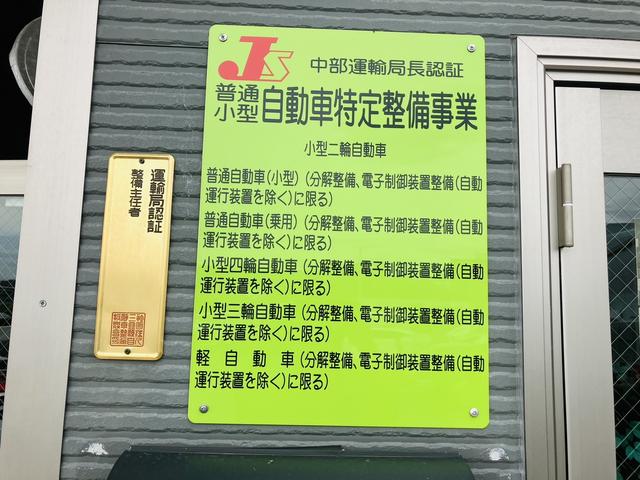 JS 中部運輸局長認証
普通
小型 自動車特定整備事業
小型二輪自動車
普通自動車(小型)(分解整備、電子制御装置整備(自動
運行装置を除く)に限る)
普通自動車(乗用)(分解整備、電子制御装置整備(自動
運行装置を除く)に限る)
小型四輪自動車(分解整備、電子制御装置整備(自動
運行装置を除く)に限る)
小型三輪自動車(分解整備、電子制御装置整備(自動
運行装置を除く)に限る)
軽自動車(分解整備、電子制御装置整備(自動
運行装置を除く)に限る)
運輸局認証
整備主任者